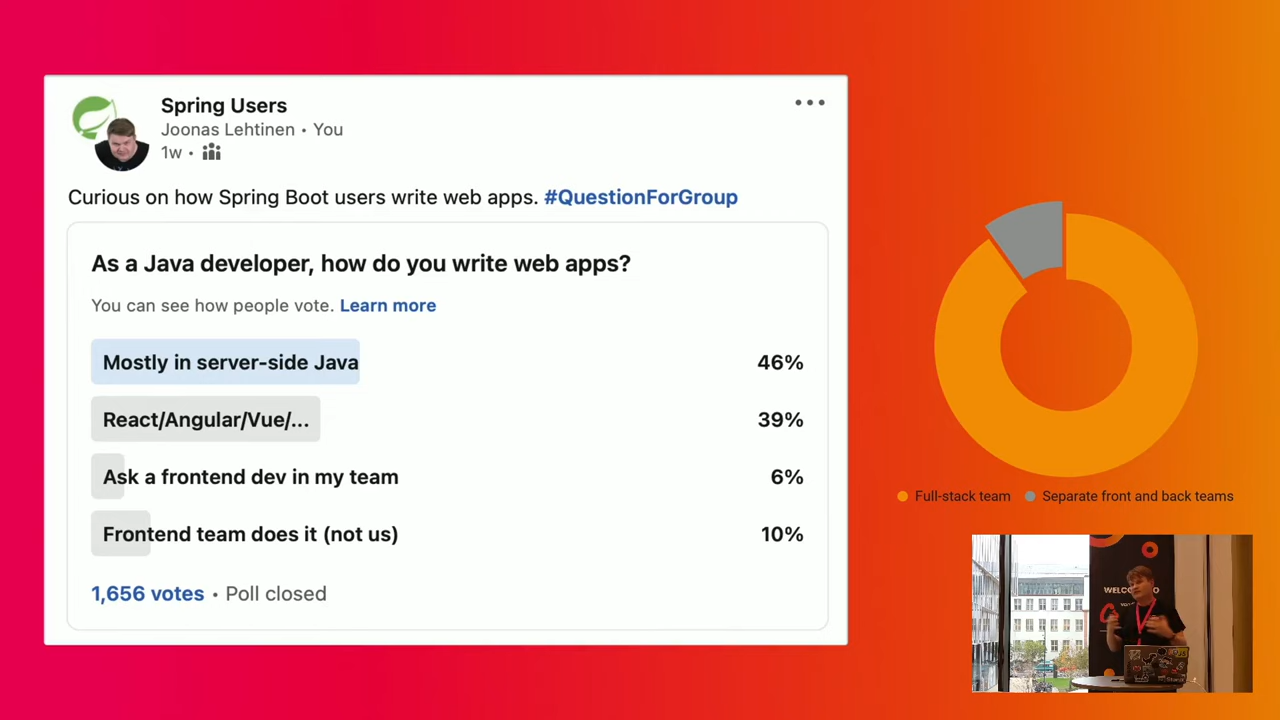 Spring Users
Joonas Lehtinen • You
1w •
Curious on how Spring Boot users write web apps. #QuestionForGroup
As a Java developer, how do you write web apps?
You can see how people vote. Learn more
Mostly in server-side Java 46%
React/Angular/Vue/... 39%
Ask a frontend dev in my team 6%
Frontend team does it (not us) 10%
1,656 votes • Poll closed
Full-stack team
Separate front and back teams